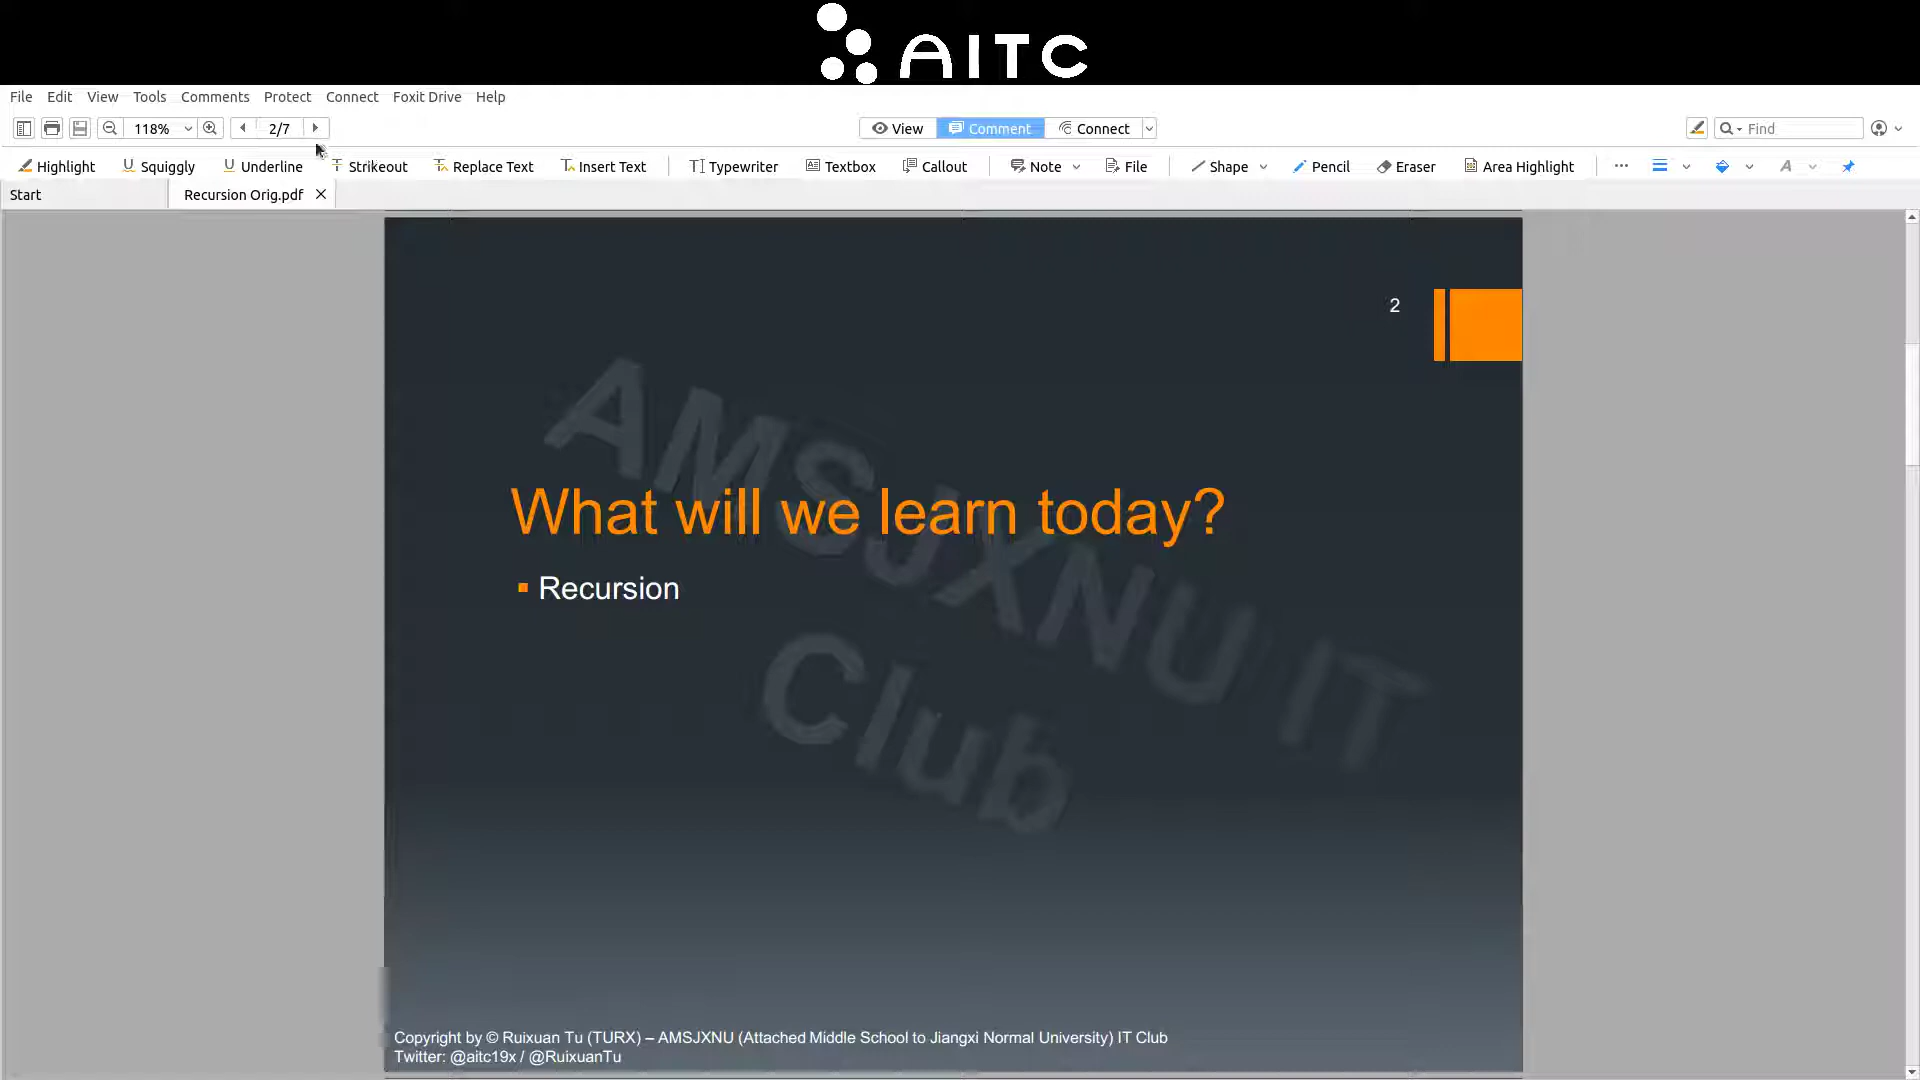 AITC
File Edit View Tools Comments Protect Connect Foxit Drive Help
118% 2/7 View Comment Connect Find
Highlight Squiggly Underline Strikeout Replace Text Insert Text Typewriter Textbox Callout Note File Shape Pencil Eraser Area Highlight
Start Recursion Orig.pdf
2
What will we learn today?
Recursion
AMSJXNU IT
Club
Copyright by © Ruixuan Tu (TURX) – AMSJXNU (Attached Middle School to Jiangxi Normal University) IT Club
Twitter: @aitc19x / @RuixuanTu